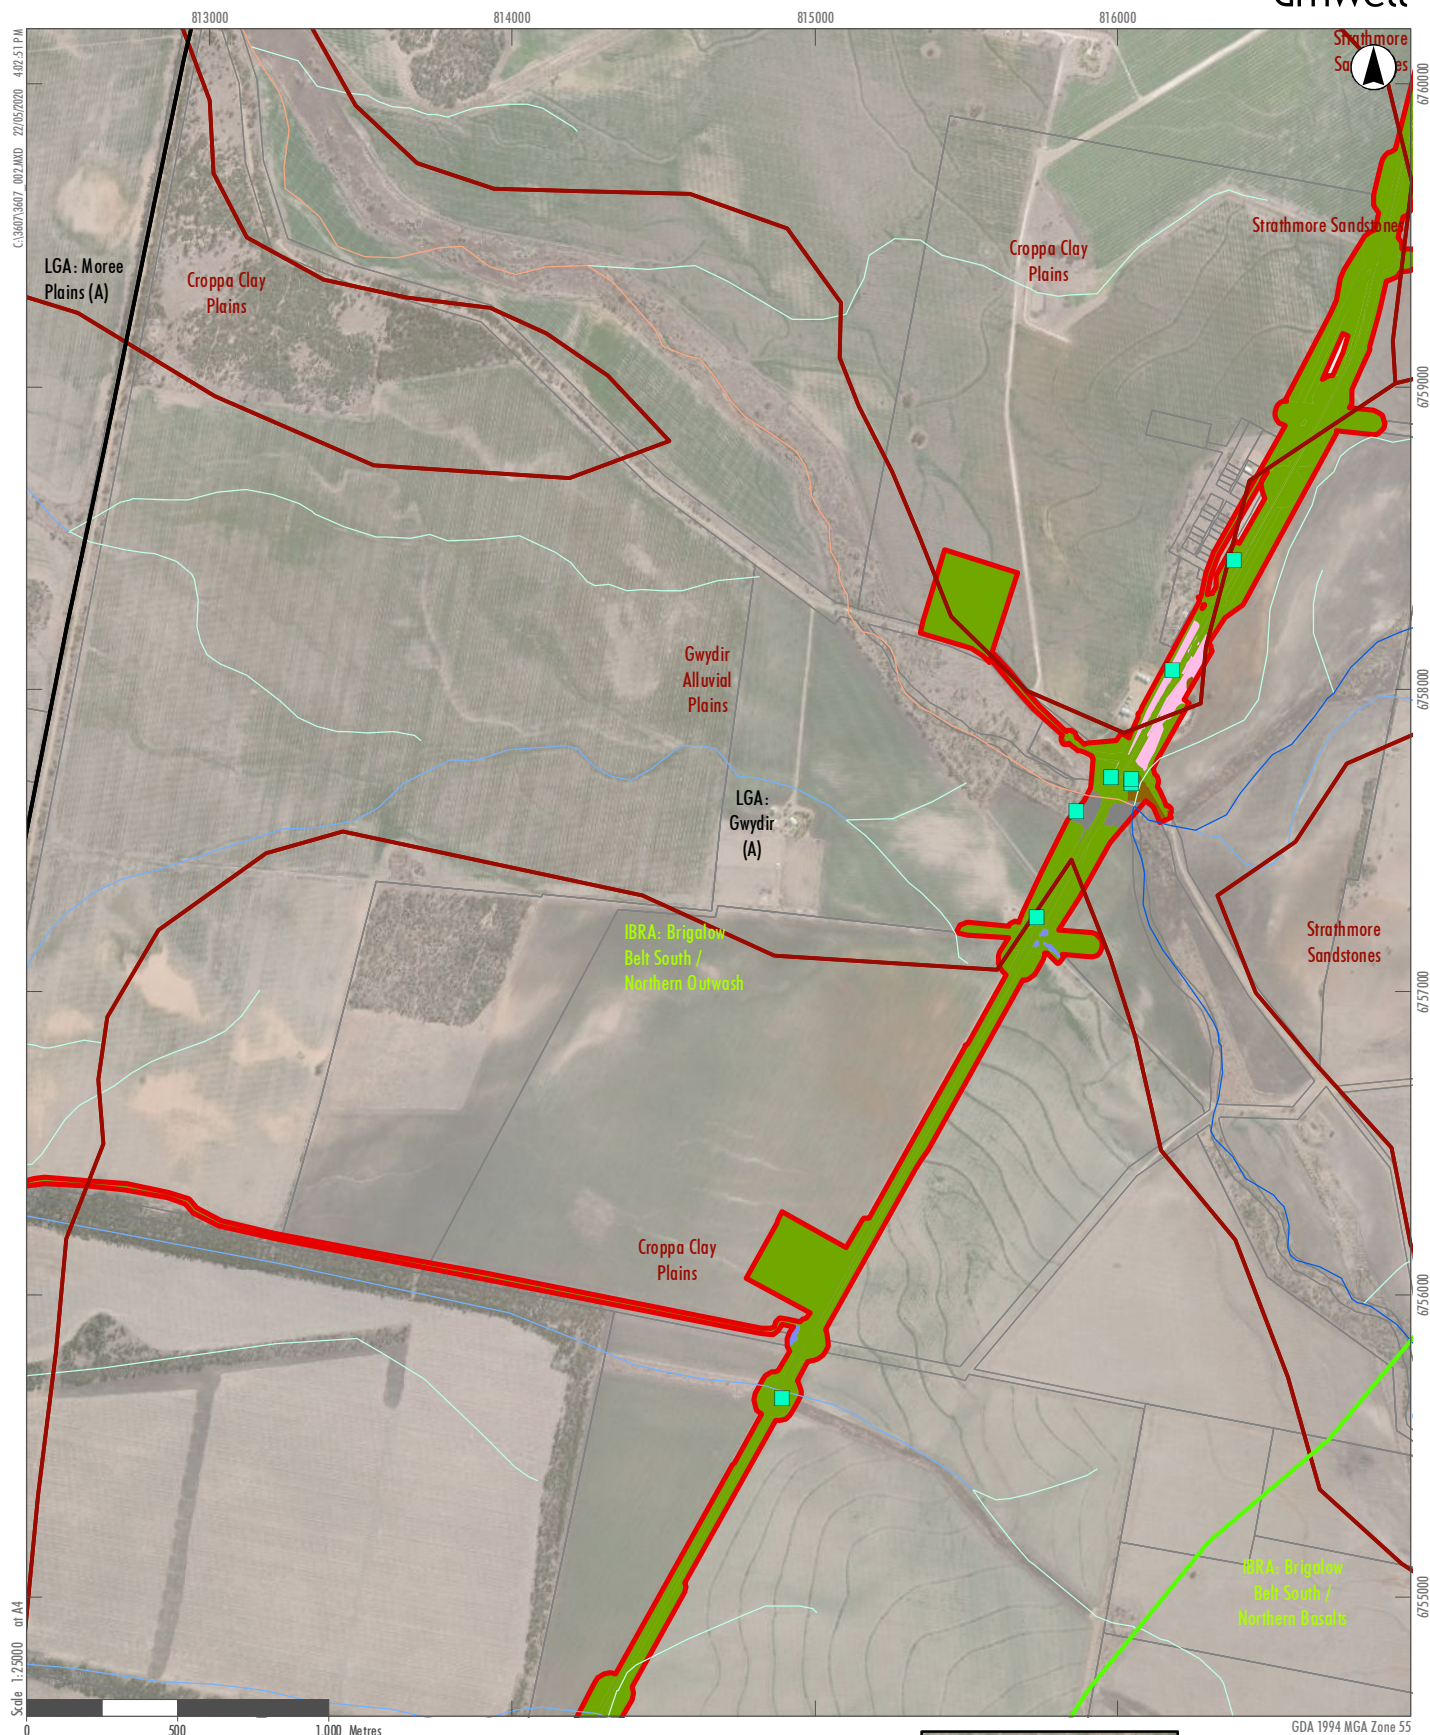 813000
814000
815000
816000
C:\3607\3607_002.MXD 22/05/2020 4:02:51 PM
Strathmore
6760000
LGA: Moree
Plains (A)
Croppa Clay
Plains
Croppa Clay
Plains
Strathmore Sandstones
6759000
Gwydir
Alluvial
Plains
6758000
LGA:
Gwydir
(A)
IBRA: Brigalow
Belt South /
Northern Outwash
Strathmore
Sandstones
6757000
Croppa Clay
Plains
6756000
IBRA: Brigalow
Belt South /
Northern Basalts
6755000
Scale 1:25000 at A4
0 500 1,000 Metres
GDA 1994 MGA Zone 55